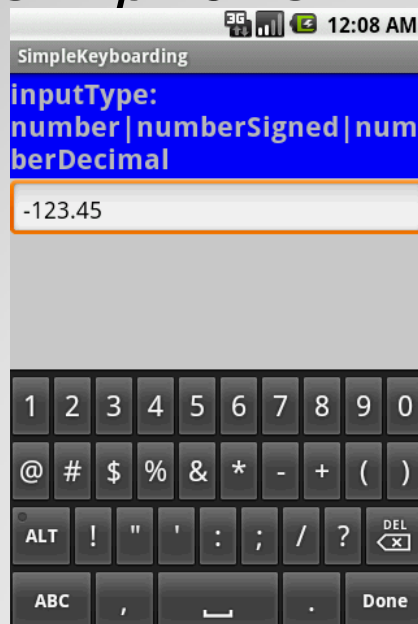 3G 12:08 AM
SimpleKeyboarding
inputType:
number|numberSigned|num
berDecimal
-123.45
1 2 3 4 5 6 7 8 9 0
@ # $ % & * - + ( )
ALT ! " ' : ; / ? DEL
ABC , . Done